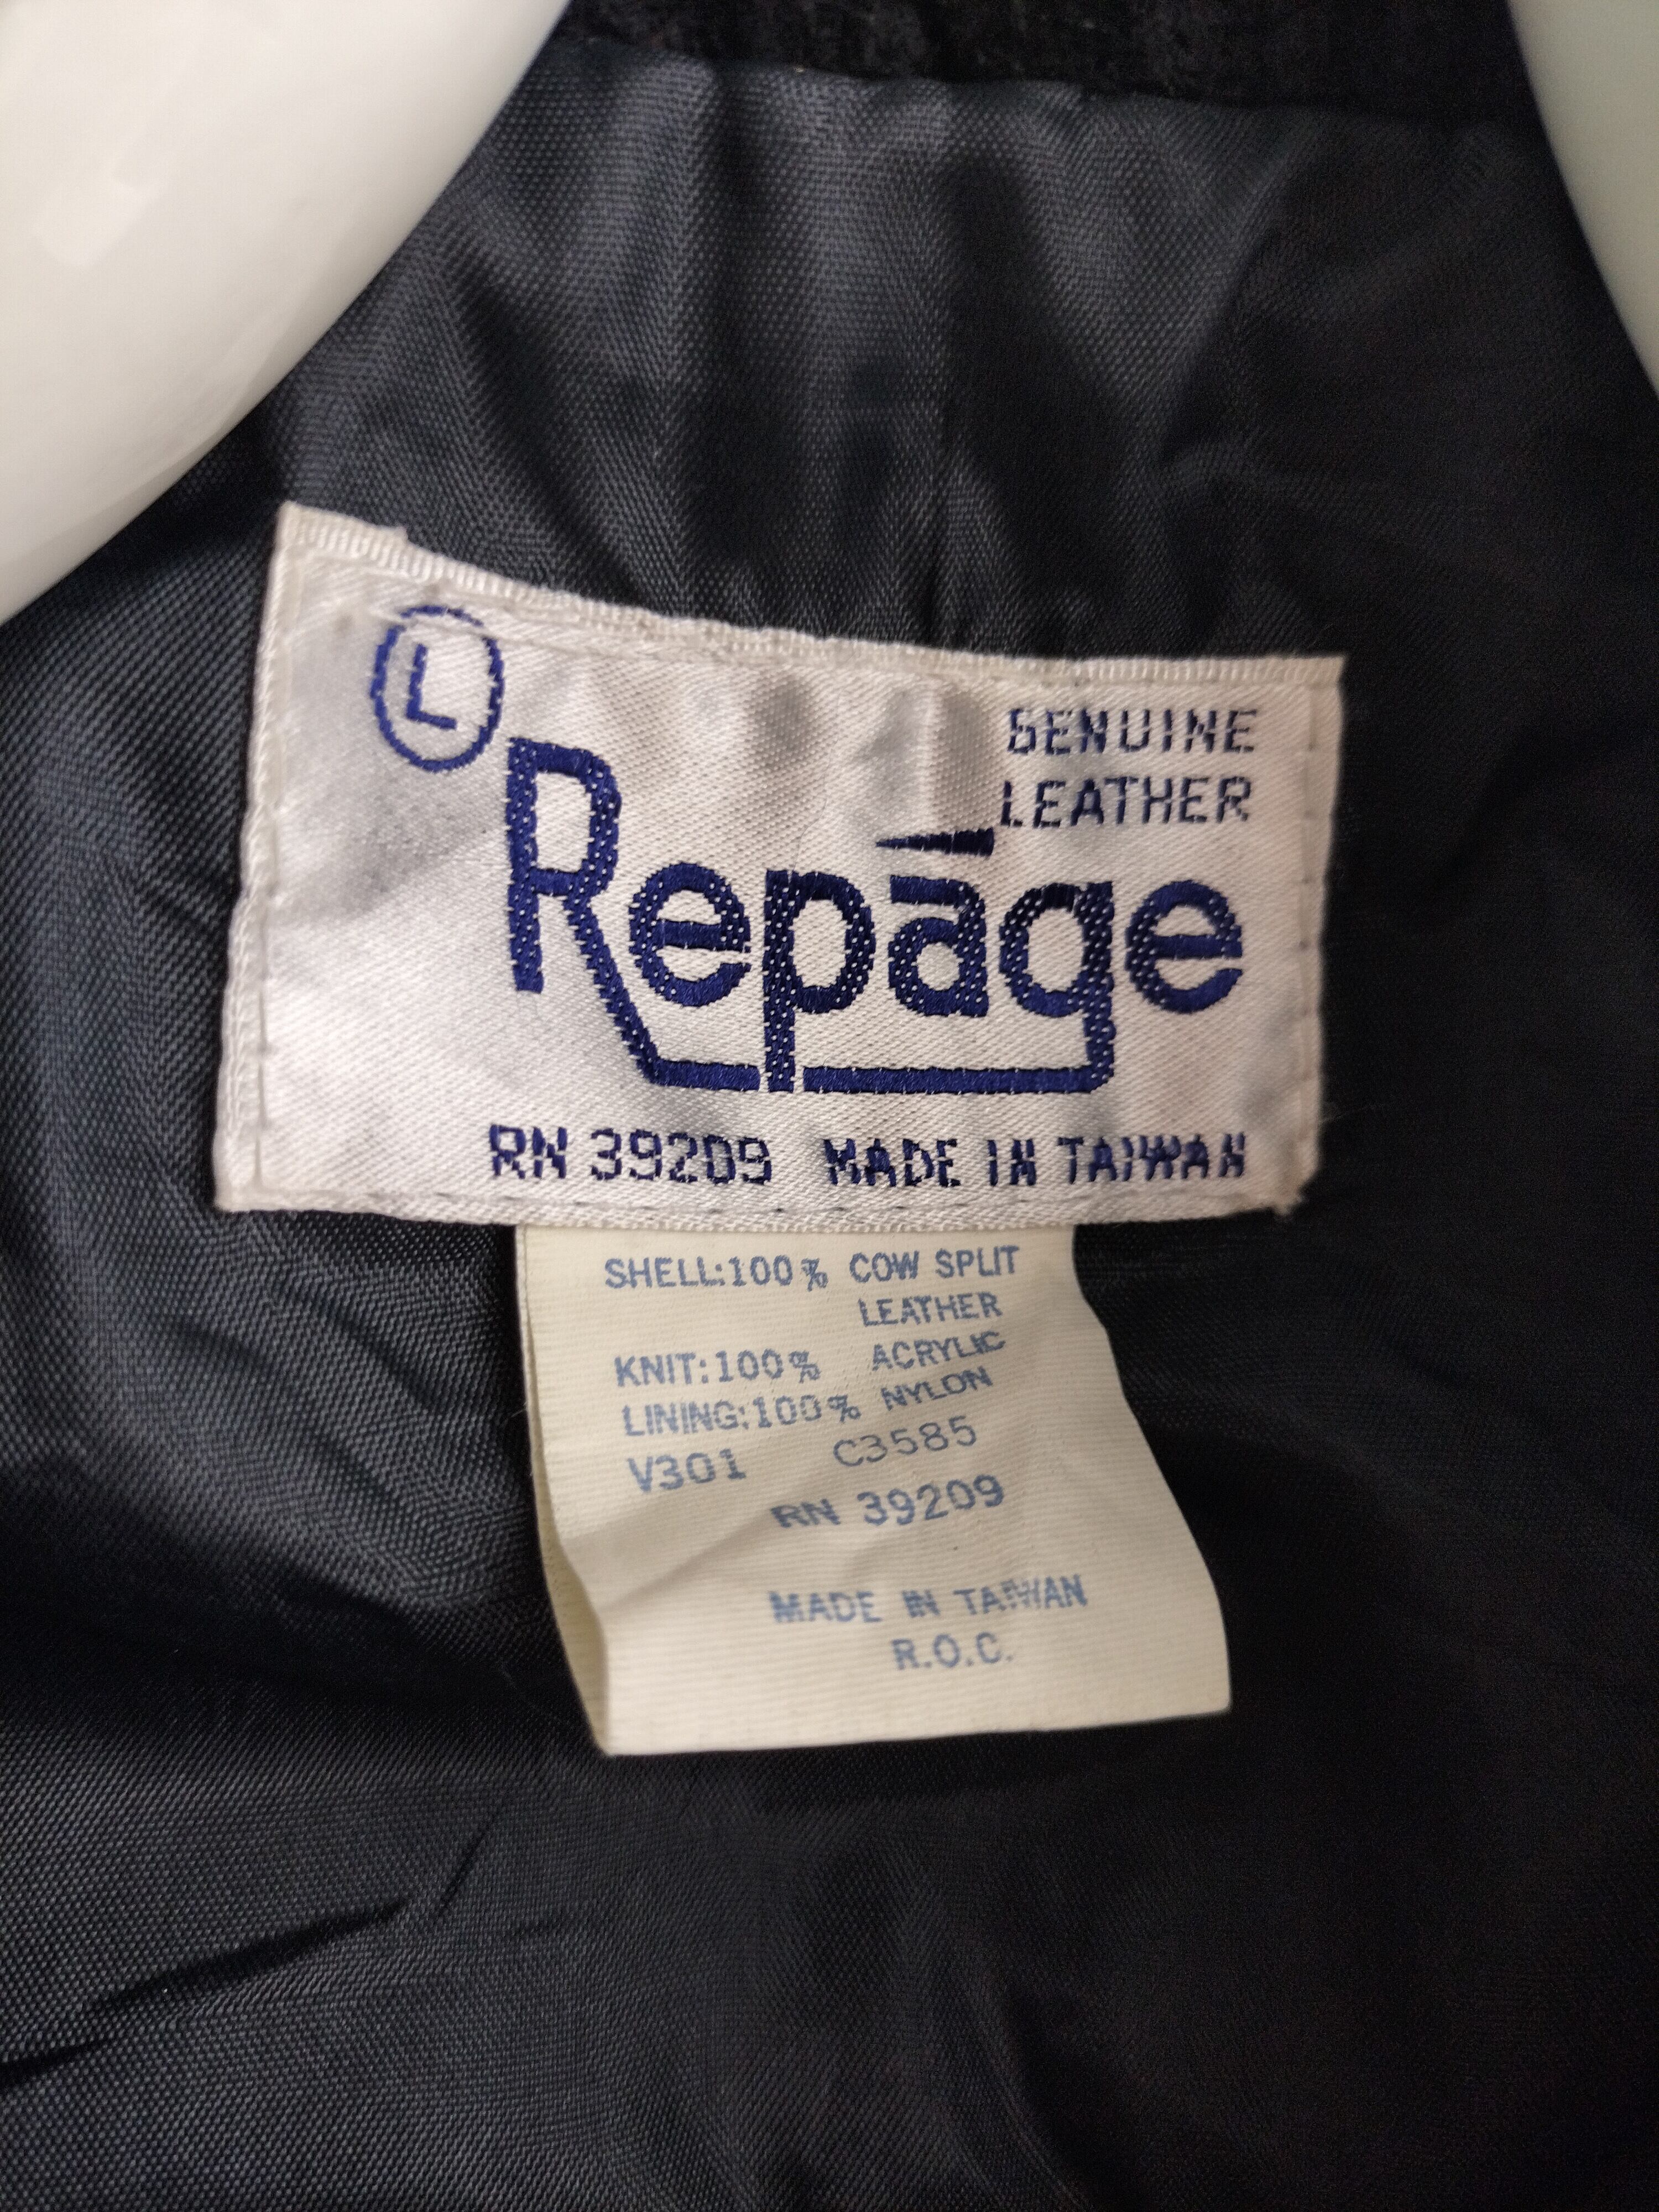 L
GENUINE
LEATHER
Repáge
RN 39209 MADE IN TAIWAN
SHELL:100% COW SPLIT
LEATHER
KNIT:100% ACRYLIC
LINING:100% NYLON
V301 C3585
RN 39209
MADE IN TAIWAN
R.O.C.